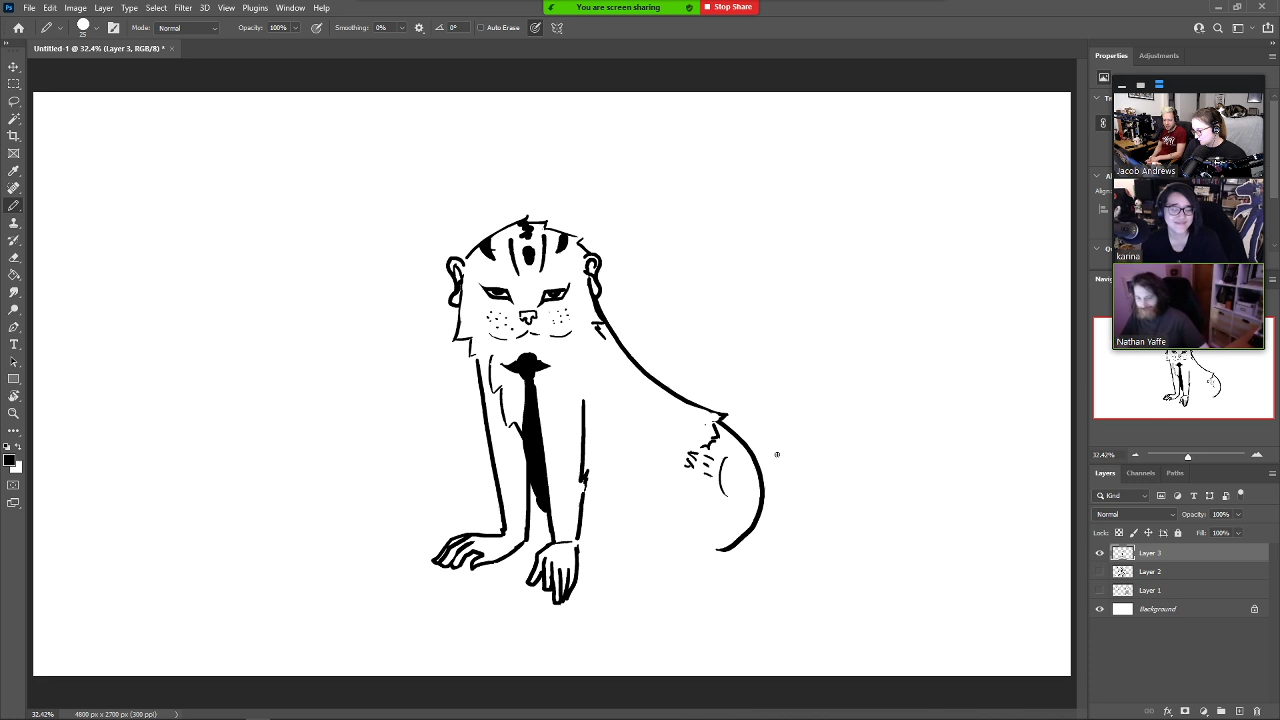 File Edit Image Layer Type Select Filter 3D View Plugins Window Help
You are screen sharing Stop Share
25 Mode: Normal Opacity: 100% Smoothing: 0% 0° Auto Erase
Untitled-1 @ 32.4% (Layer 3, RGB/8) *
Properties Adjustments
Jacob Andrews
karina
Nathan Yaffe
32.42%
Layers Channels Paths
Kind
Normal Opacity: 100%
Lock: Fill: 100%
Layer 3
Layer 2
Layer 1
Background
32.42% 4800 px x 2700 px (300 ppi)